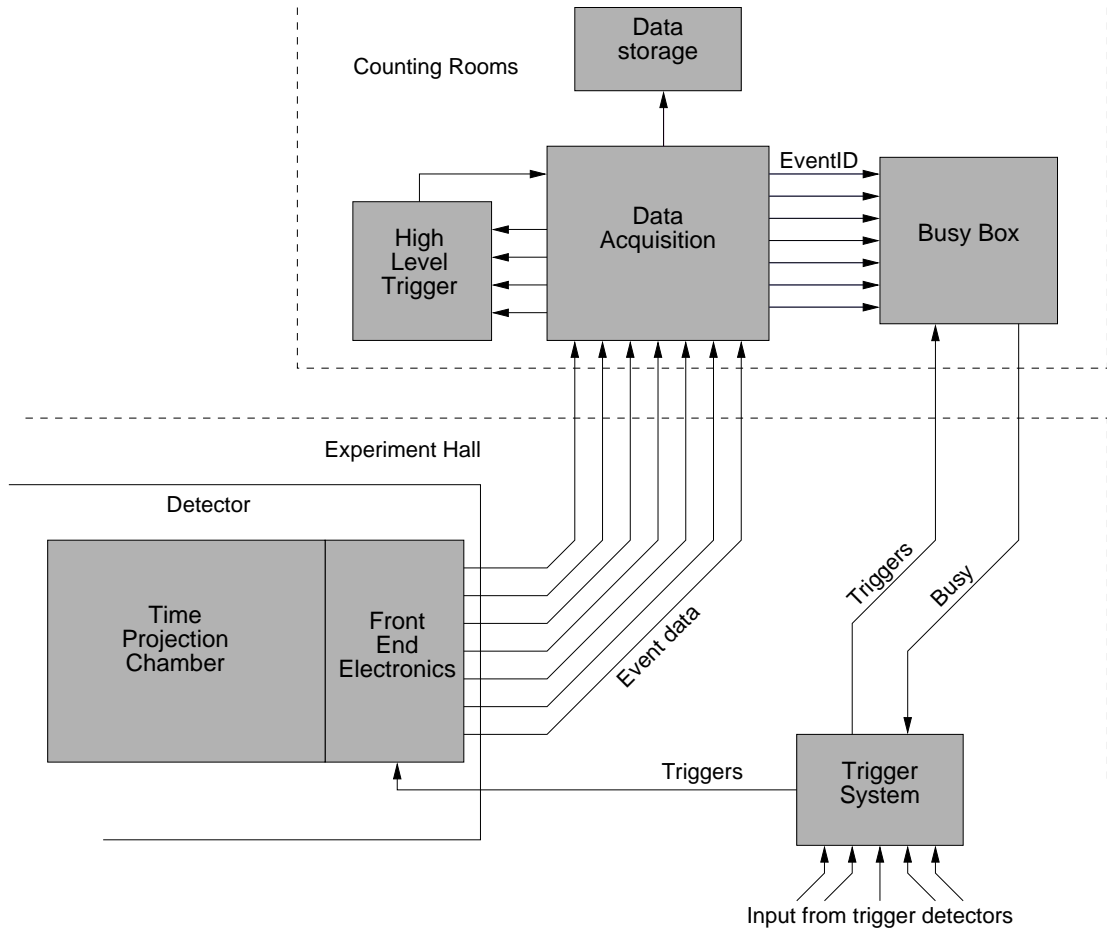 Data
storage
Counting Rooms
EventID
Data
Acquisition
Busy Box
High
Level
Trigger
Experiment Hall
Detector
Time
Projection
Chamber
Front
End
Electronics
Event data
Triggers
Busy
Triggers
Trigger
System
Input from trigger detectors